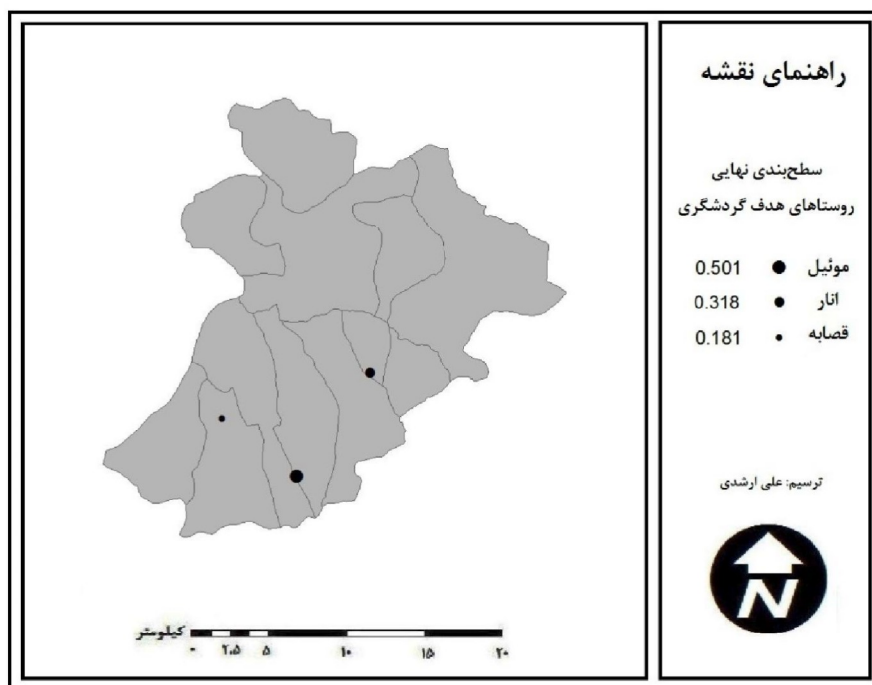 راهنمای نقشه
سطح‌بندی نهایی
روستاهای هدف گردشگری
موئیل 0.501
انار 0.318
قصابه 0.181
ترسیم: علی ارشدی
N
کیلومتر
۰ ۲.۵ ۵ ۱۰ ۱۵ ۲۰